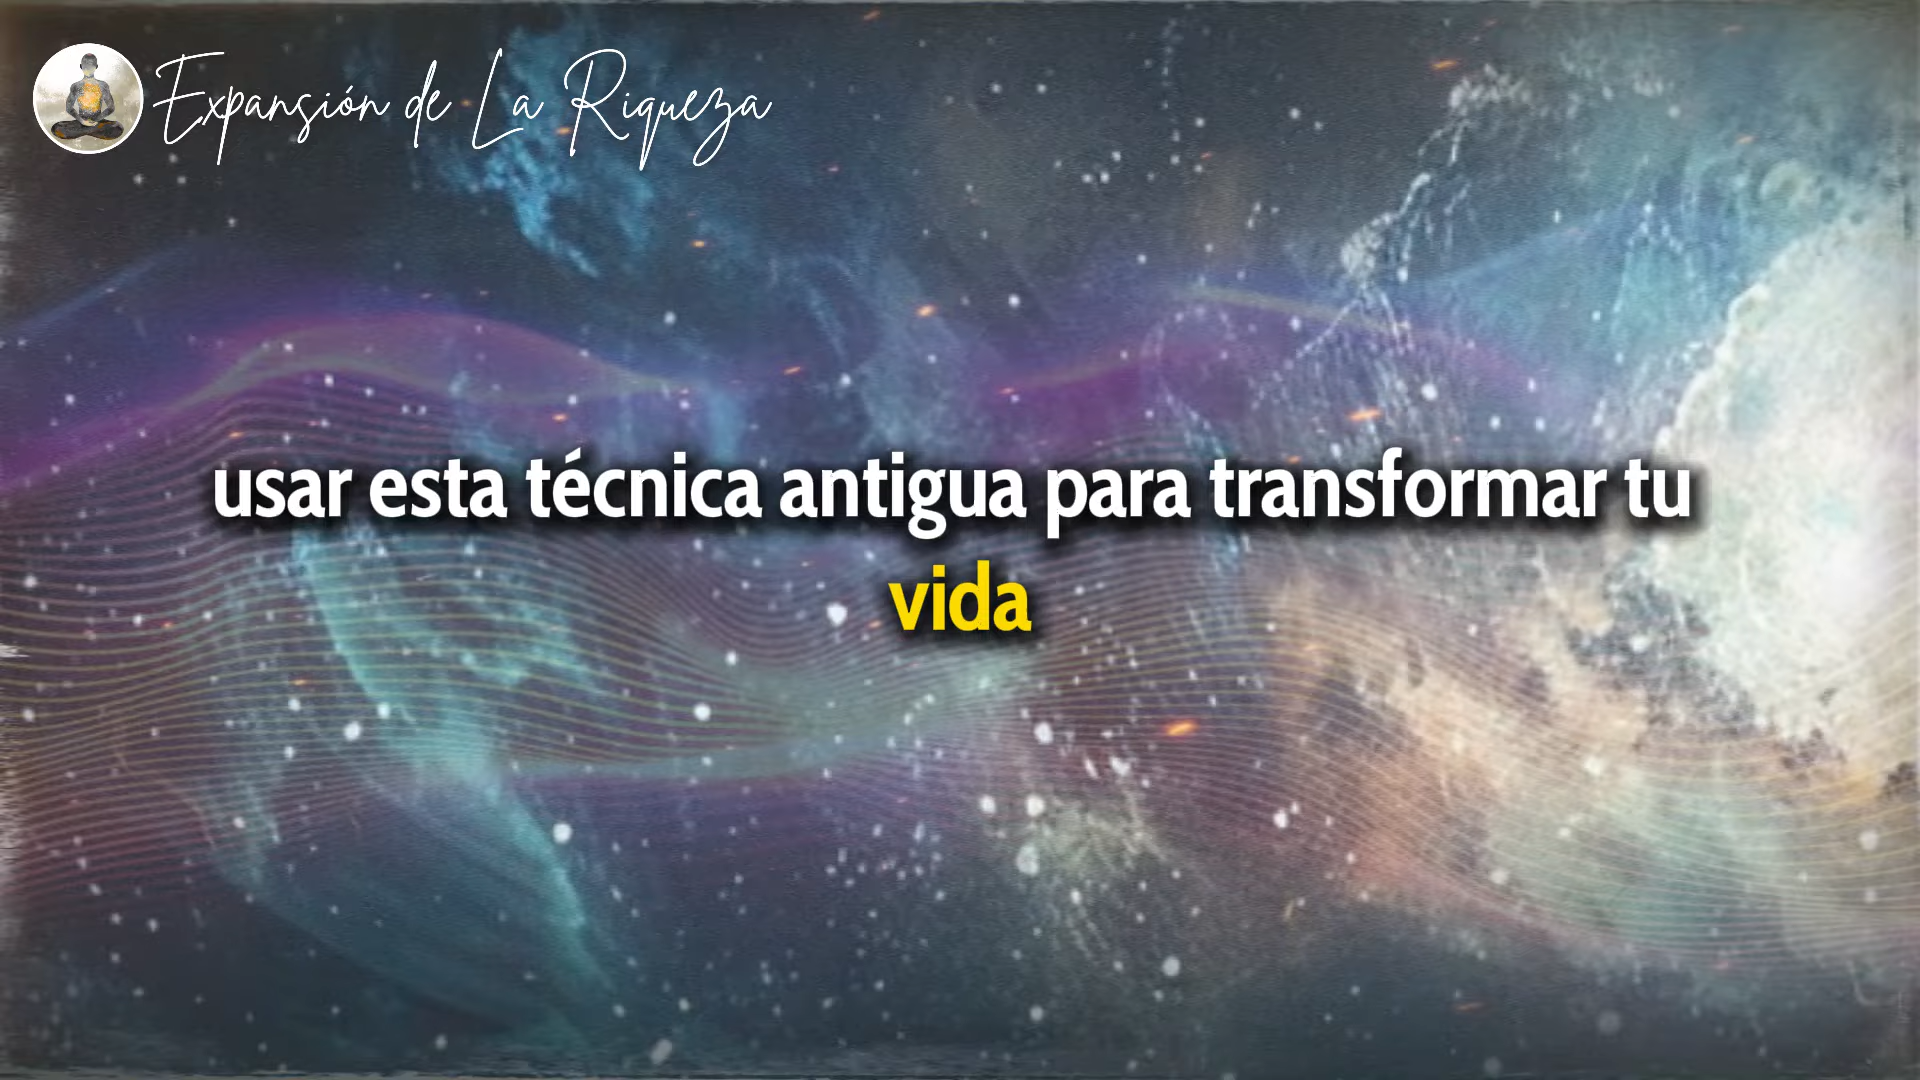 Expansión de La Riqueza
usar esta técnica antigua para transformar tu
vida